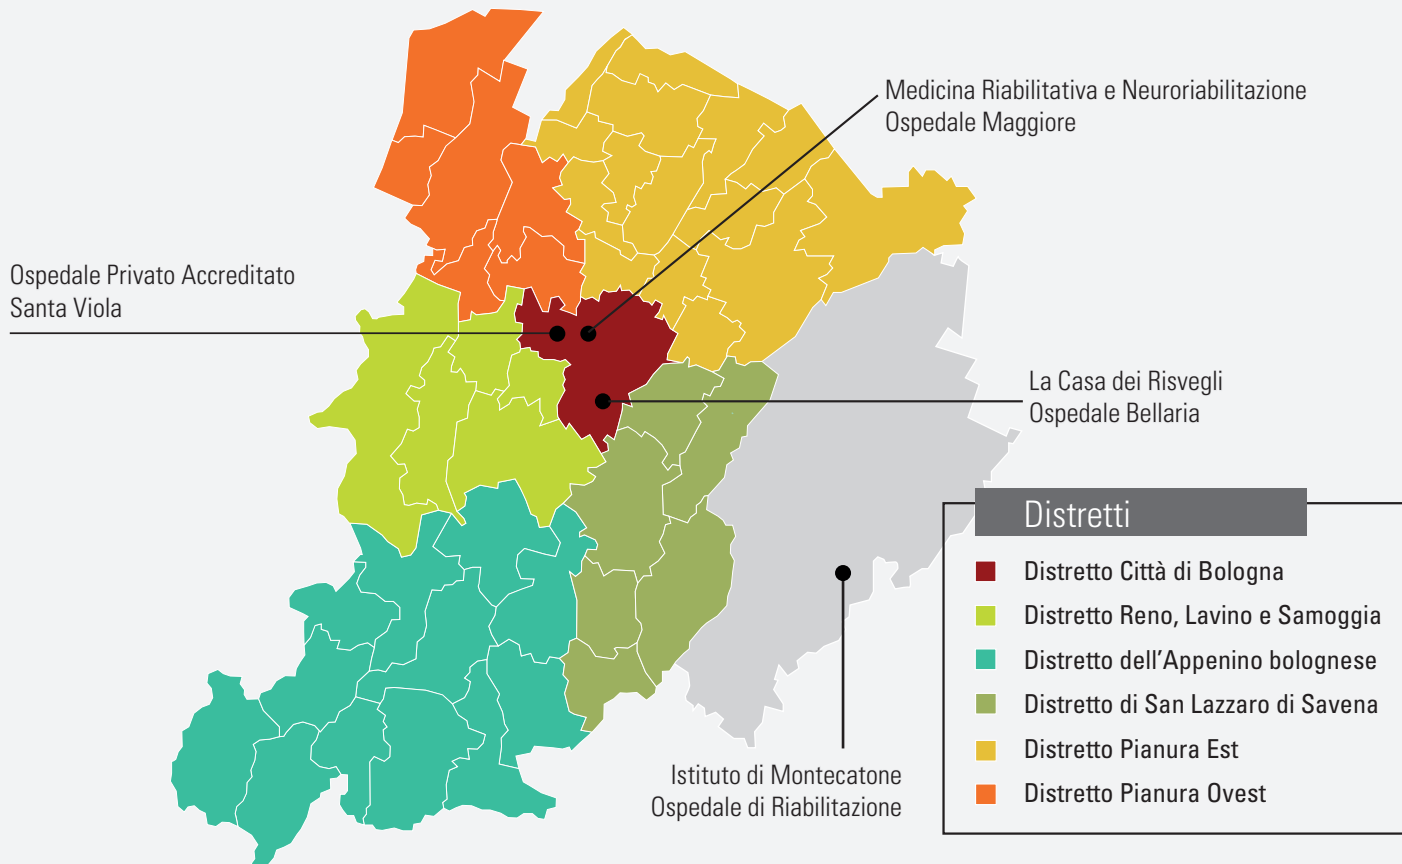 Medicina Riabilitativa e Neuroriabilitazione
Ospedale Maggiore
Ospedale Privato Accreditato
Santa Viola
La Casa dei Risvegli
Ospedale Bellaria
Distretti
Distretto Città di Bologna
Distretto Reno, Lavino e Samoggia
Distretto dell'Appenino bolognese
Distretto di San Lazzaro di Savena
Distretto Pianura Est
Distretto Pianura Ovest
Istituto di Montecatone
Ospedale di Riabilitazione